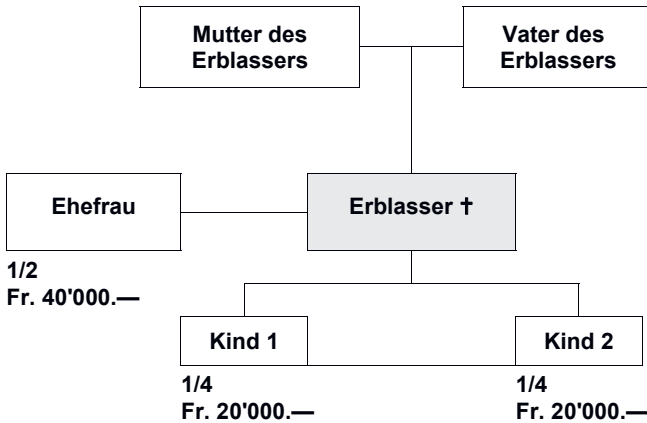 Mutter des
Erblassers
Vater des
Erblassers
Ehefrau
Erblasser †
1/2
Fr. 40'000.—
Kind 1
Kind 2
1/4
Fr. 20'000.—
1/4
Fr. 20'000.—